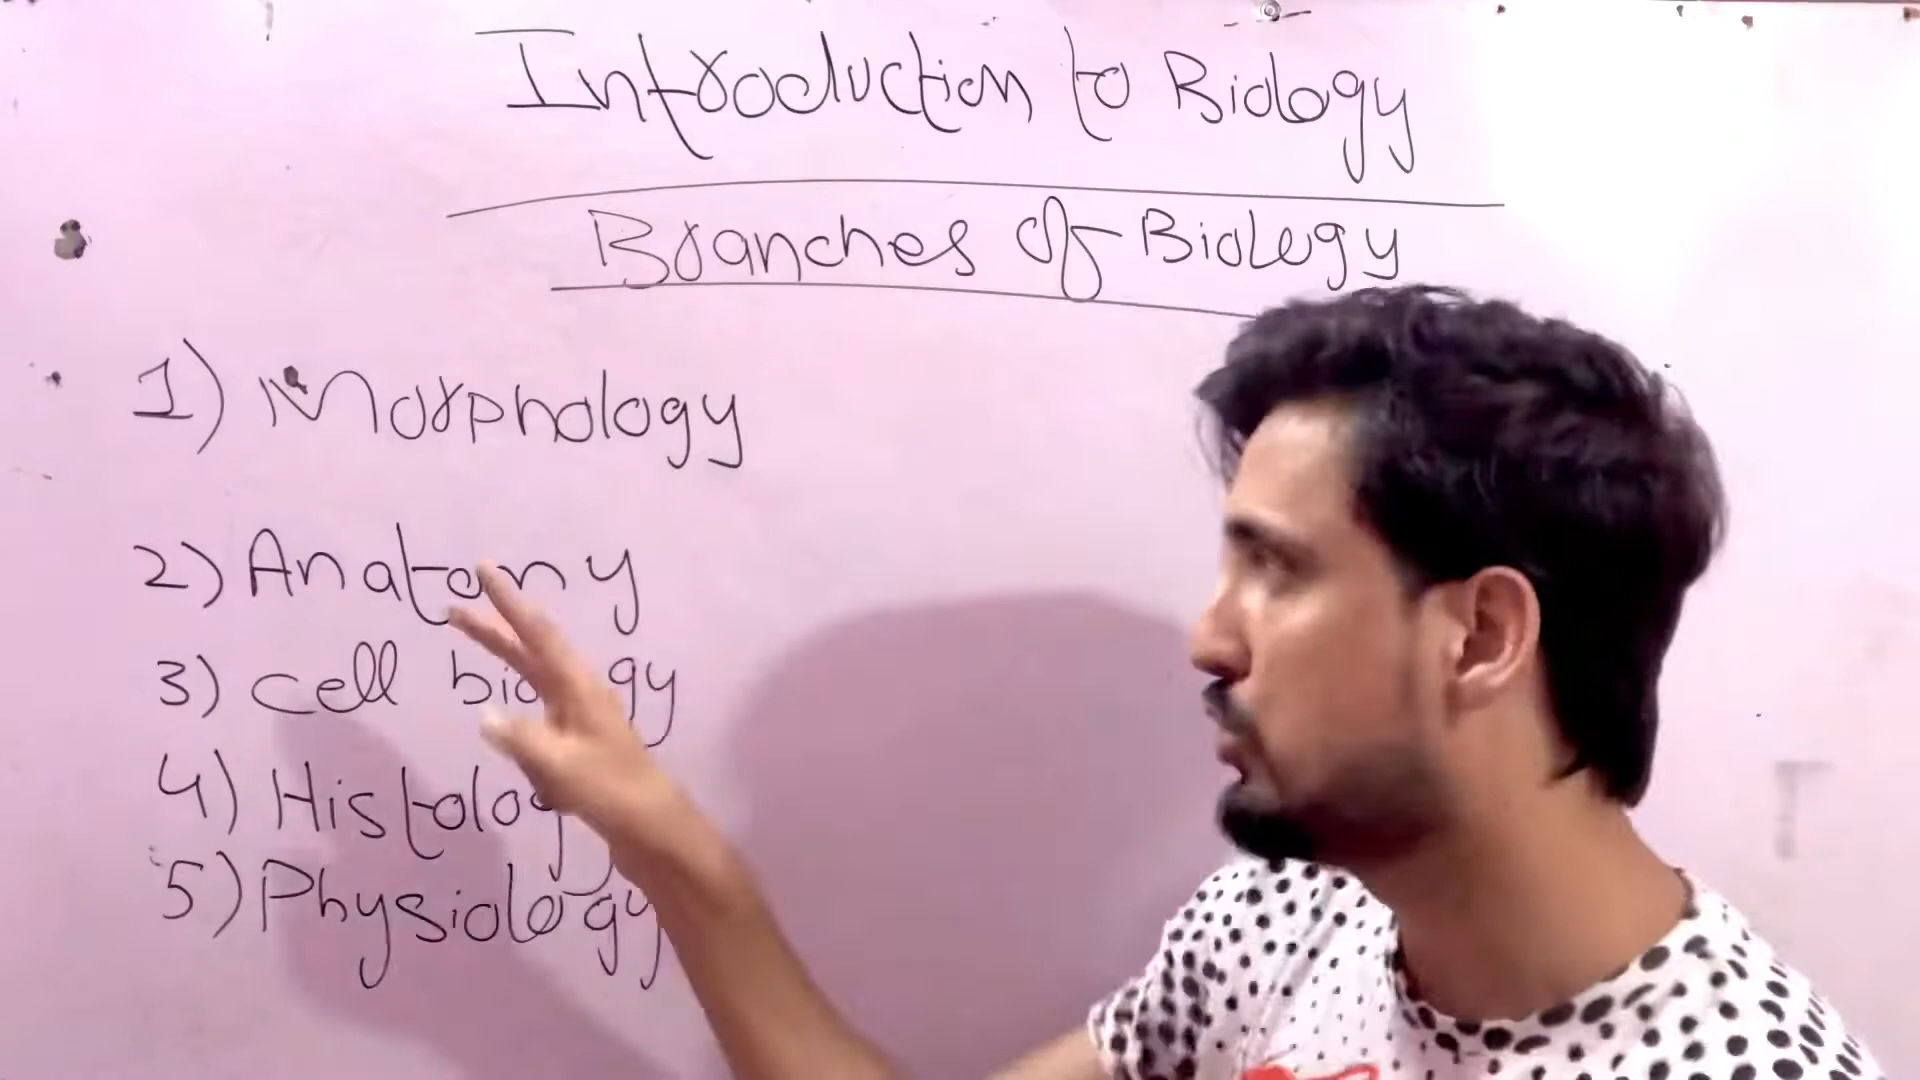 Introduction to Biology
Branches of Biology
1) Morphology
2) Anatomy
3) cell biology
4) Histology
5) Physiology